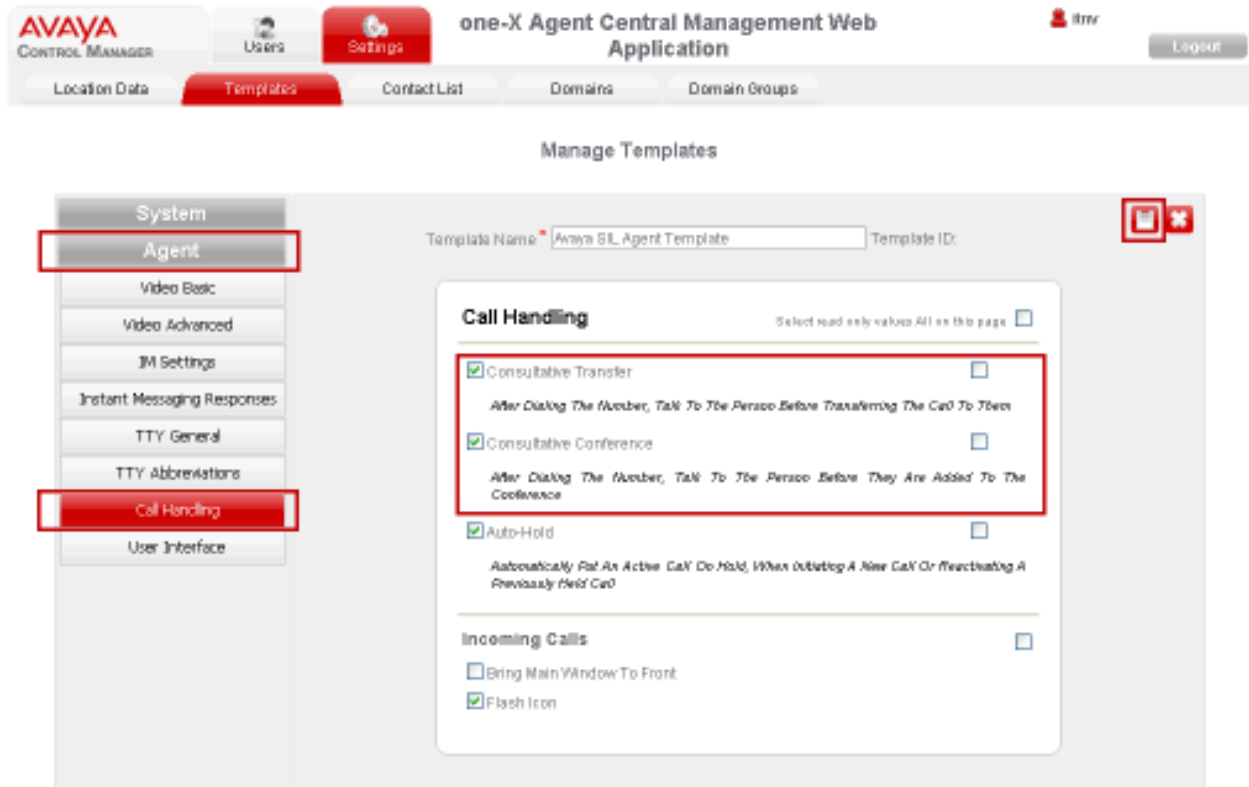 AVAYA
CONTROL MANAGER
Users
Settings
one-X Agent Central Management Web
Application
Logout
Location Data
Templates
Contact List
Domains
Domain Groups
Manage Templates
System
Agent
Video Basic
Video Advanced
IM Settings
Instant Messaging Responses
TTY General
TTY Abbreviations
Call Handling
User Interface
Template Name * Avaya SIL Agent Template Template ID:
Call Handling
Select read only values All on this page
Consultative Transfer
After Dialing The Number, Talk To The Person Before Transferring The Call To Them
Consultative Conference
After Dialing The Number, Talk To The Person Before They Are Added To The
Conference
Auto-Hold
Automatically Put An Active Call On Hold, When Initiating A New Call Or Reactivating A
Previously Held Call
Incoming Calls
Bring Main Window To Front
Flash Icon